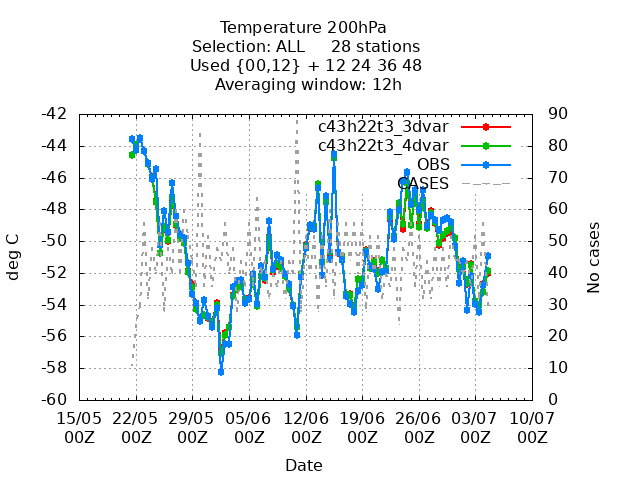 Temperature 200hPa
Selection: ALL 28 stations
Used {00,12} + 12 24 36 48
Averaging window: 12h
c43h22t3_3dvar
c43h22t3_4dvar
OBS
CASES
deg C
-42
-44
-46
-48
-50
-52
-54
-56
-58
-60
No cases
90
80
70
60
50
40
30
20
10
0
15/05 22/05 29/05 05/06 12/06 19/06 26/06 03/07 10/07
00Z 00Z 00Z 00Z 00Z 00Z 00Z 00Z 00Z
Date